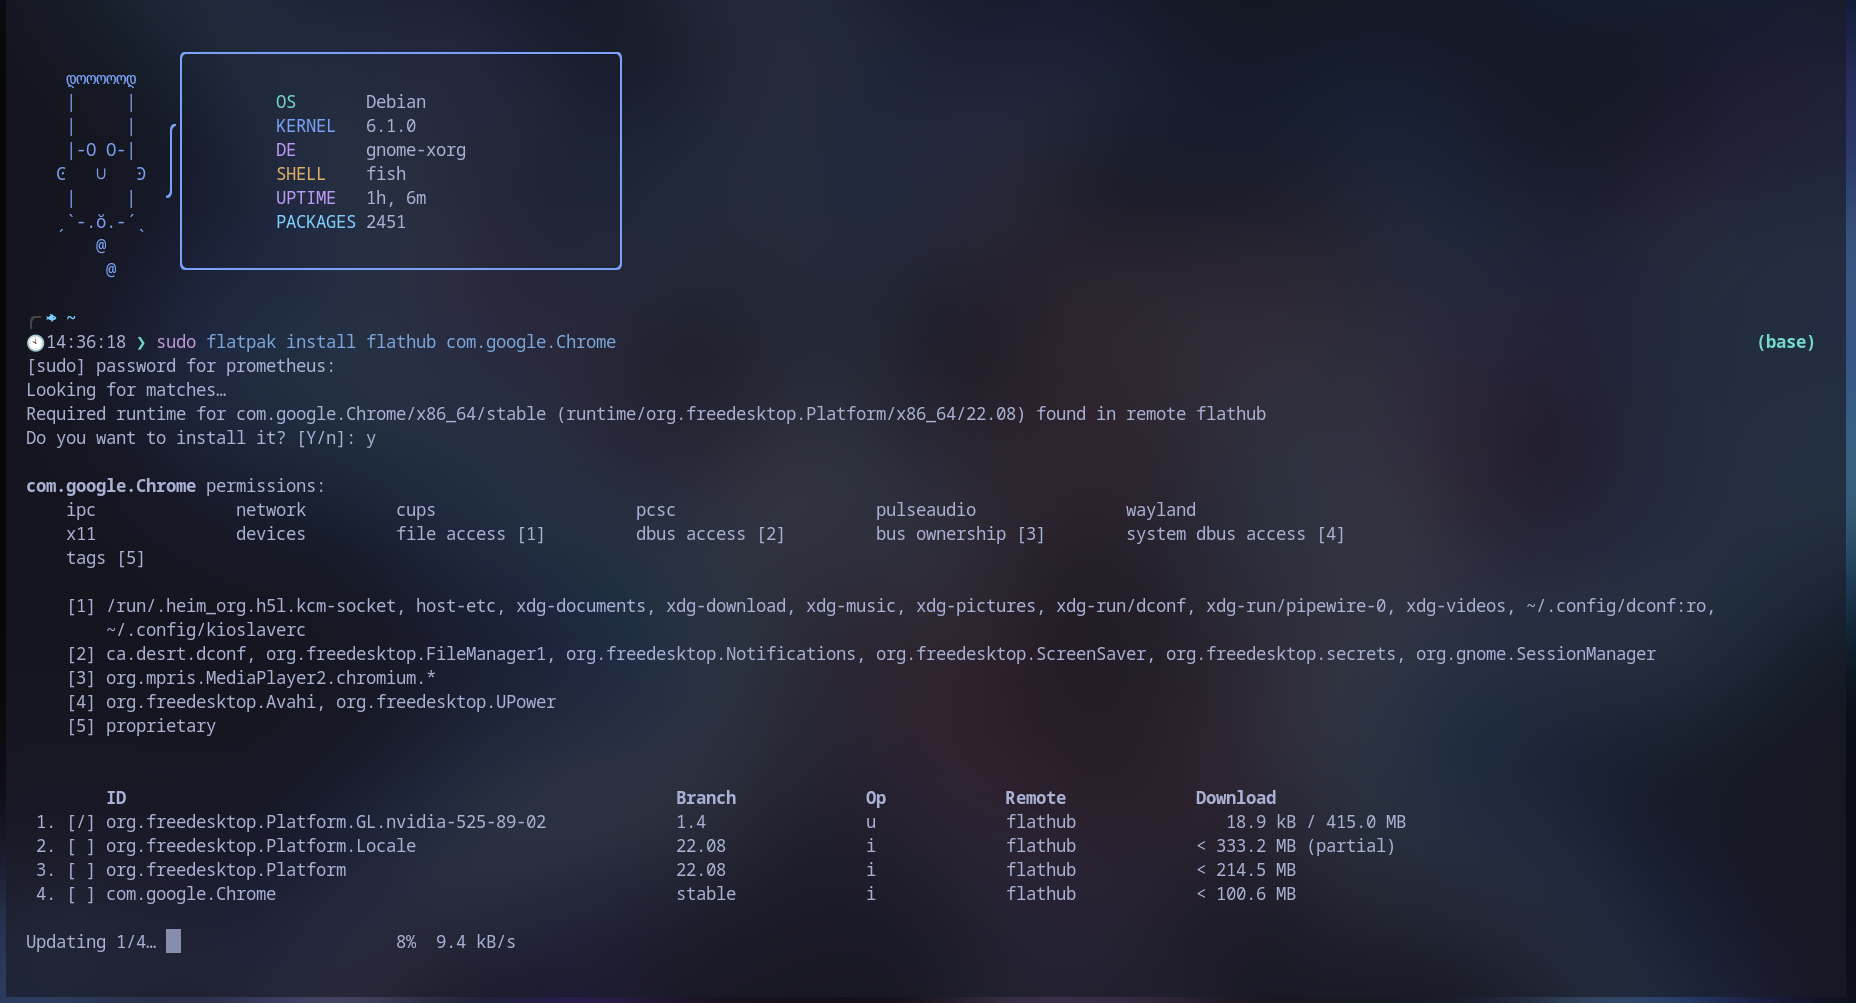 დოოოოოდ
|     |
|     |
|-O O-|
OS Debian
KERNEL 6.1.0
DE gnome-xorg
SHELL fish
UPTIME 1h, 6m
PACKAGES 2451
`-.ŏ.-´
@
@
~
14:36:18 ❯ sudo flatpak install flathub com.google.Chrome (base)
[sudo] password for prometheus:
Looking for matches…
Required runtime for com.google.Chrome/x86_64/stable (runtime/org.freedesktop.Platform/x86_64/22.08) found in remote flathub
Do you want to install it? [Y/n]: y
com.google.Chrome permissions:
ipc network cups pcsc pulseaudio wayland
x11 devices file access [1] dbus access [2] bus ownership [3] system dbus access [4]
tags [5]
[1] /run/.heim_org.h5l.kcm-socket, host-etc, xdg-documents, xdg-download, xdg-music, xdg-pictures, xdg-run/dconf, xdg-run/pipewire-0, xdg-videos, ~/.config/dconf:ro,
~/.config/kioslaverc
[2] ca.desrt.dconf, org.freedesktop.FileManager1, org.freedesktop.Notifications, org.freedesktop.ScreenSaver, org.freedesktop.secrets, org.gnome.SessionManager
[3] org.mpris.MediaPlayer2.chromium.*
[4] org.freedesktop.Avahi, org.freedesktop.UPower
[5] proprietary
ID Branch Op Remote Download
1. [/] org.freedesktop.Platform.GL.nvidia-525-89-02 1.4 u flathub 18.9 kB / 415.0 MB
2. [ ] org.freedesktop.Platform.Locale 22.08 i flathub < 333.2 MB (partial)
3. [ ] org.freedesktop.Platform 22.08 i flathub < 214.5 MB
4. [ ] com.google.Chrome stable i flathub < 100.6 MB
Updating 1/4… 8% 9.4 kB/s